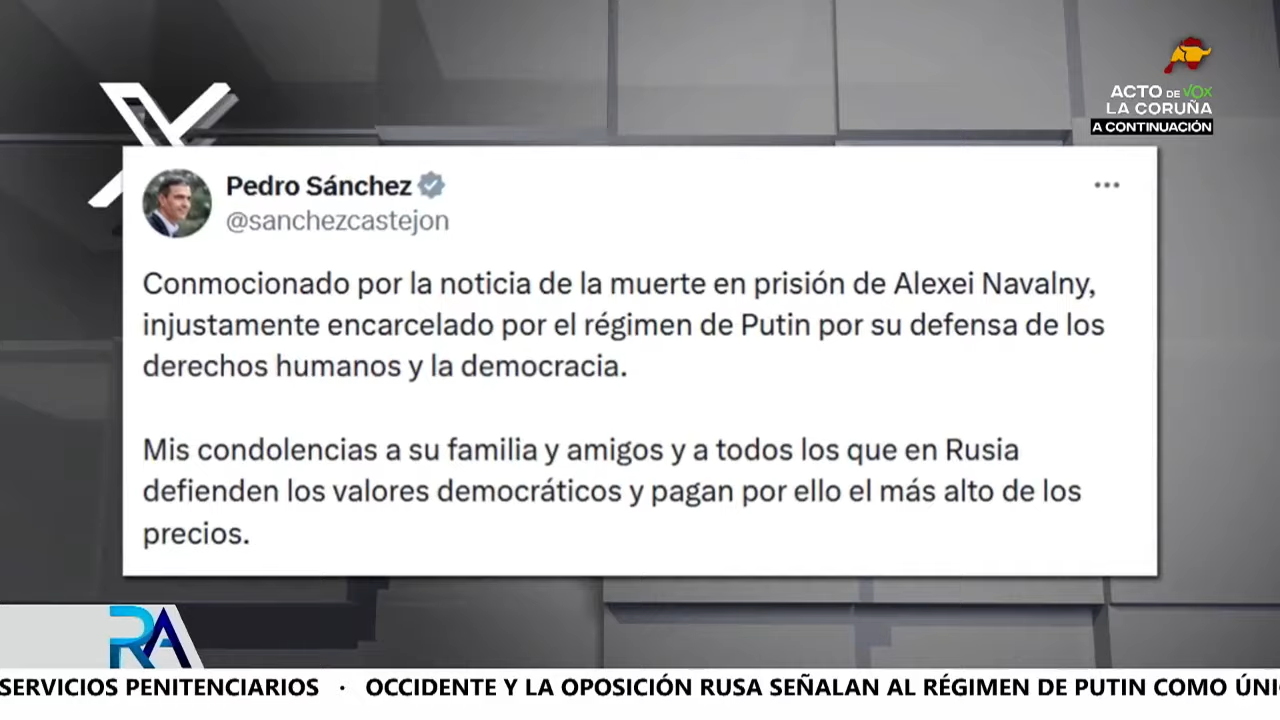 ACTO DE VOX
LA CORUÑA
A CONTINUACIÓN
Pedro Sánchez
@sanchezcastejon
Conmocionado por la noticia de la muerte en prisión de Alexei Navalny,
injustamente encarcelado por el régimen de Putin por su defensa de los
derechos humanos y la democracia.
Mis condolencias a su familia y amigos y a todos los que en Rusia
defienden los valores democráticos y pagan por ello el más alto de los
precios.
RA
SERVICIOS PENITENCIARIOS · OCCIDENTE Y LA OPOSICIÓN RUSA SEÑALAN AL RÉGIMEN DE PUTIN COMO